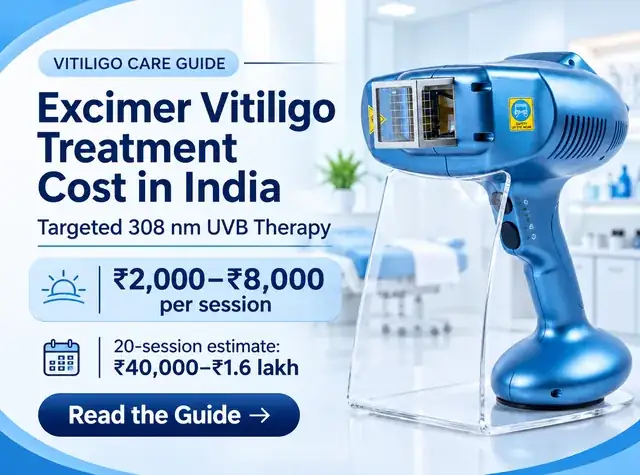 VITILIGO CARE GUIDE
Excimer Vitiligo
Treatment
Cost in India
Targeted 308 nm UVB Therapy
₹2,000–₹8,000
per session
20-session estimate:
₹40,000–₹1.6 lakh
Read the Guide →